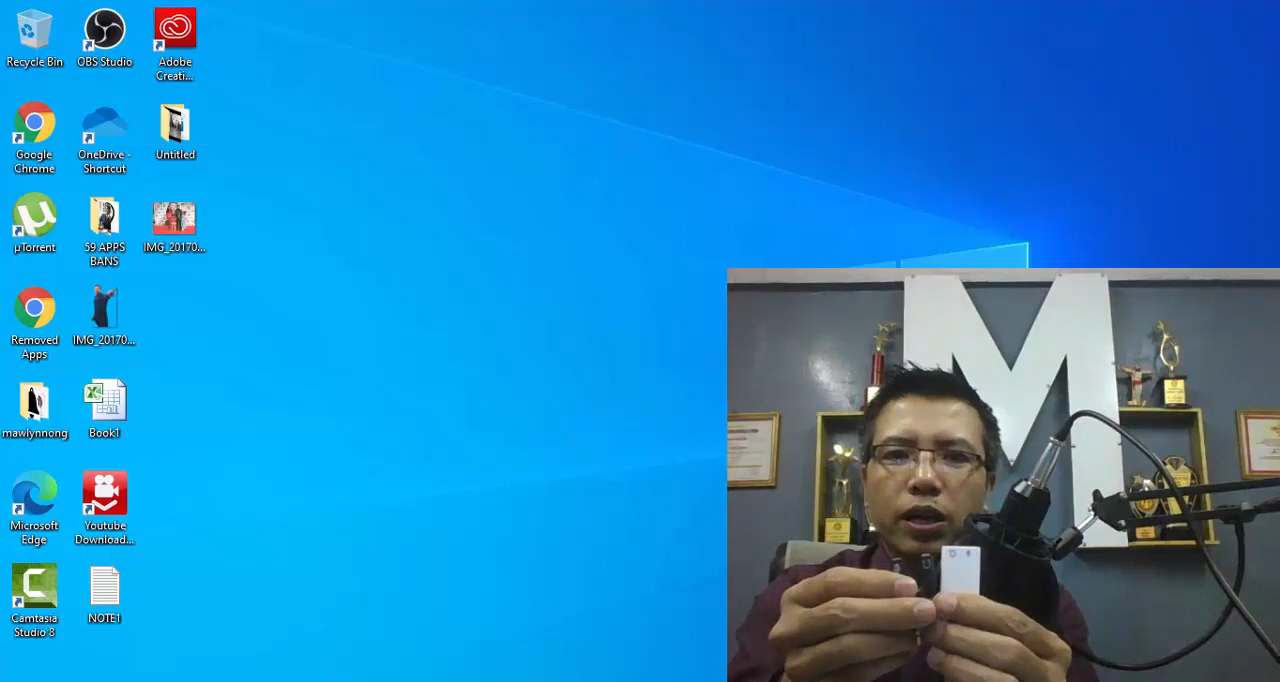 Recycle Bin
OBS Studio
Adobe
Creati...
Google
Chrome
OneDrive -
Shortcut
Untitled
µTorrent
59 APPS
BANS
IMG_20170...
Removed
Apps
IMG_20170...
mawlynnong
Book1
Microsoft
Edge
Youtube
Download...
Camtasia
Studio 8
NOTE1
M